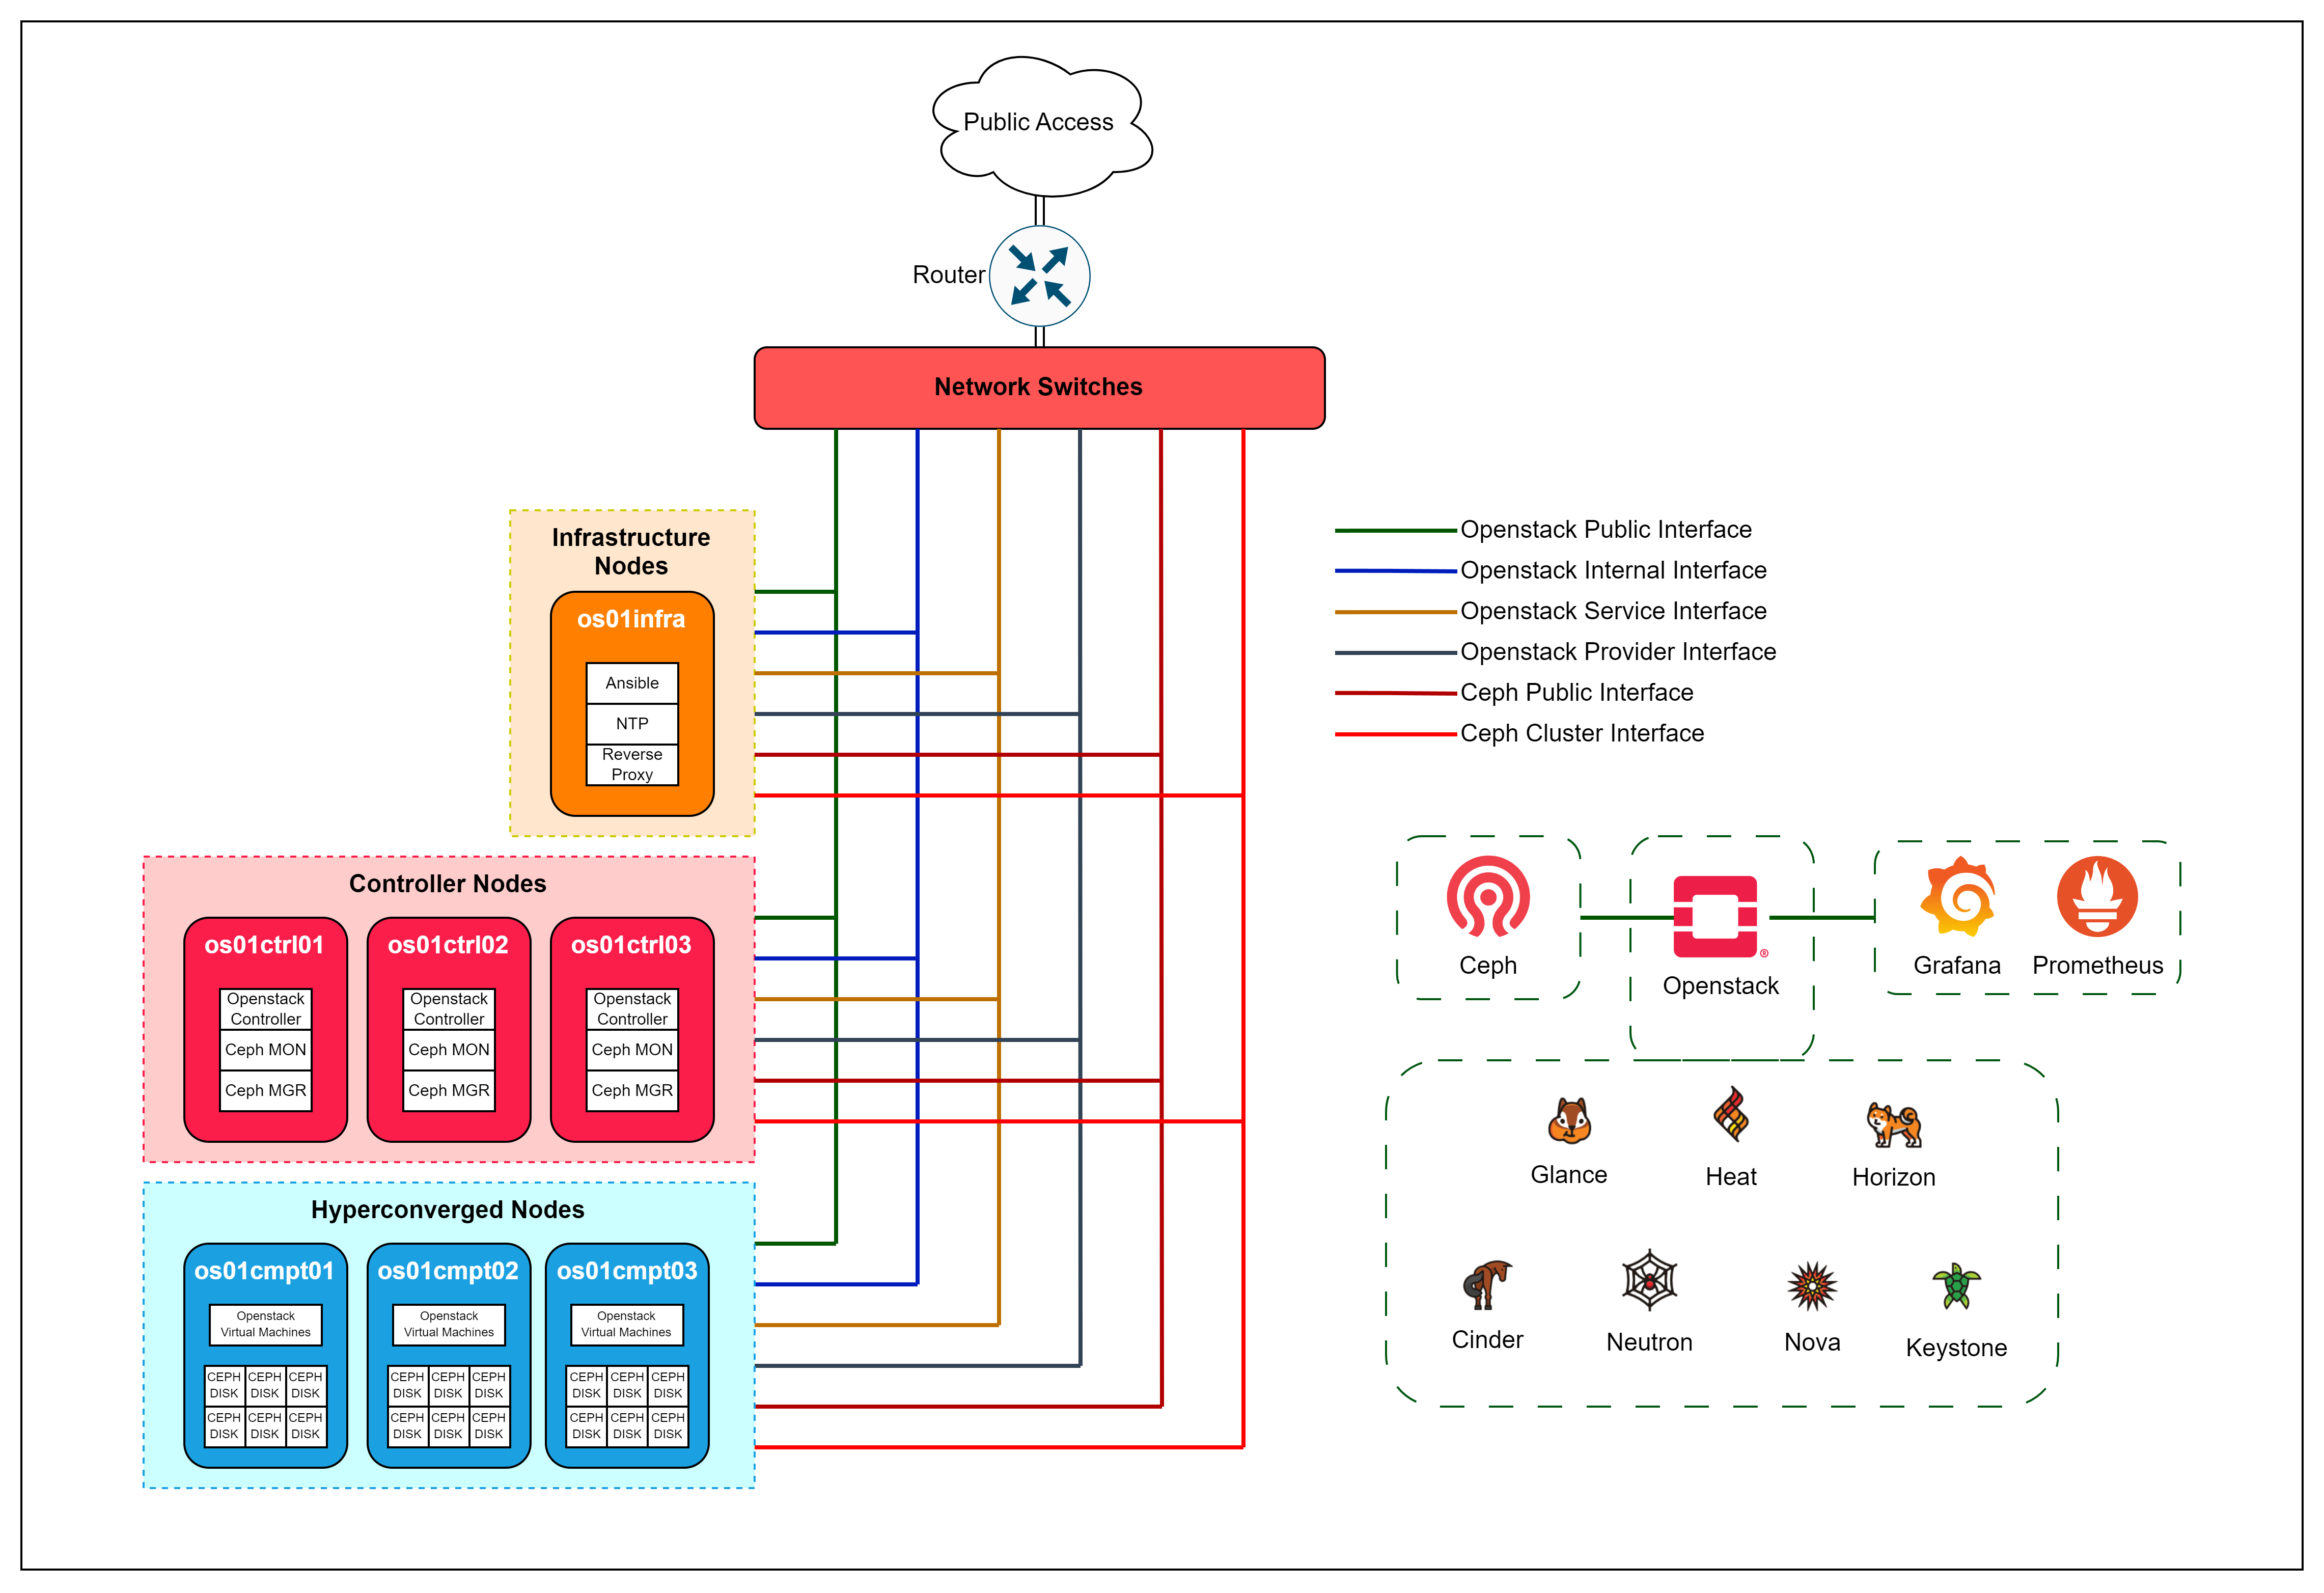 Public Access
Router
Network Switches
Infrastructure
Nodes
os01infra
Ansible
NTP
Reverse
Proxy
Openstack Public Interface
Openstack Internal Interface
Openstack Service Interface
Openstack Provider Interface
Ceph Public Interface
Ceph Cluster Interface
Controller Nodes
os01ctrl01
os01ctrl02
os01ctrl03
Openstack
Controller
Ceph MON
Ceph MGR
Openstack
Controller
Ceph MON
Ceph MGR
Openstack
Controller
Ceph MON
Ceph MGR
Hyperconverged Nodes
os01cmpt01
os01cmpt02
os01cmpt03
Openstack
Virtual Machines
Openstack
Virtual Machines
Openstack
Virtual Machines
CEPH DISK CEPH DISK CEPH DISK
CEPH DISK CEPH DISK CEPH DISK
CEPH DISK CEPH DISK CEPH DISK
CEPH DISK CEPH DISK CEPH DISK
CEPH DISK CEPH DISK CEPH DISK
CEPH DISK CEPH DISK CEPH DISK
Ceph
®
Openstack
Grafana
Prometheus
Glance
Heat
Horizon
Cinder
Neutron
Nova
Keystone